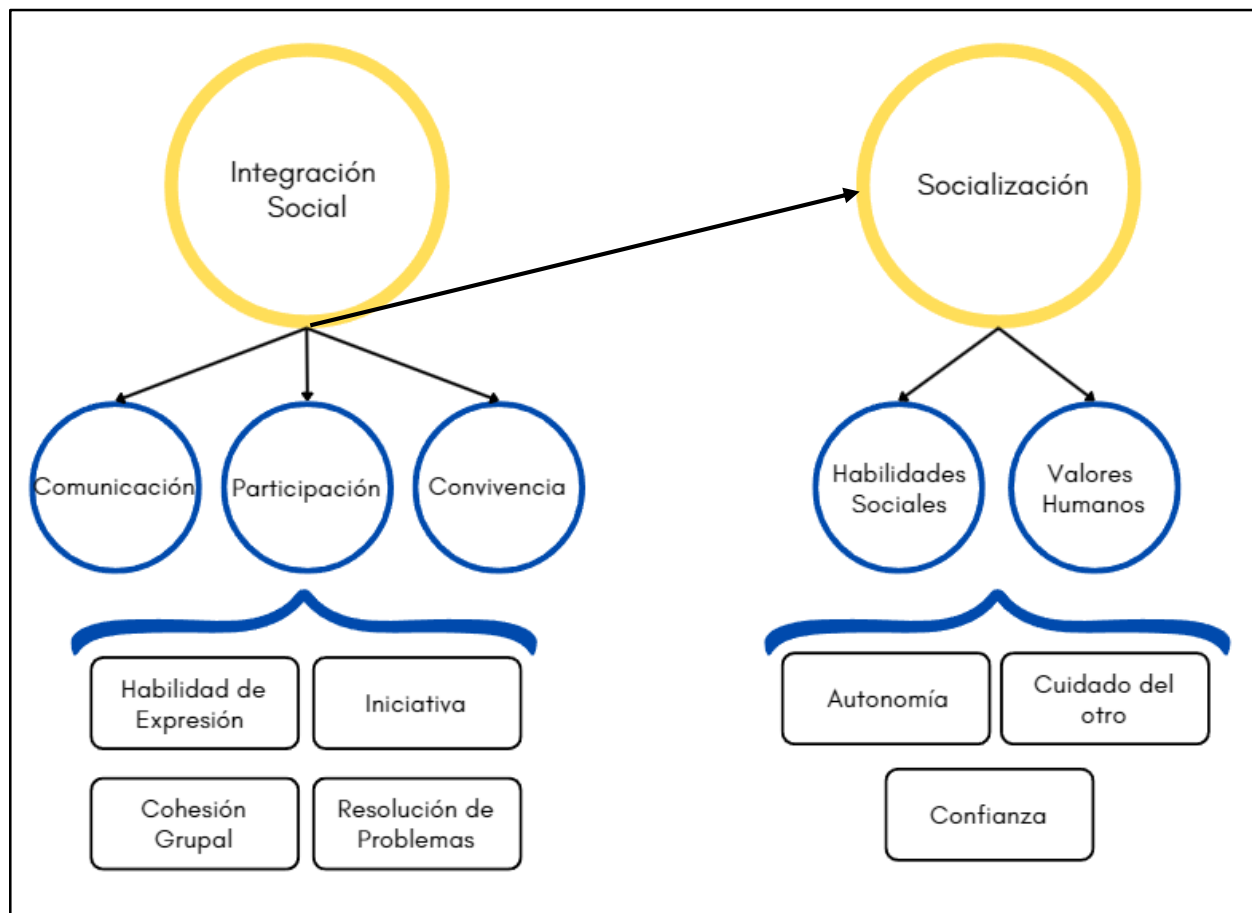 Integración
Social
Socialización
Comunicación
Participación
Convivencia
Habilidades
Sociales
Valores
Humanos
Habilidad de
Expresión
Iniciativa
Autonomía
Cuidado del
otro
Cohesión
Grupal
Resolución de
Problemas
Confianza